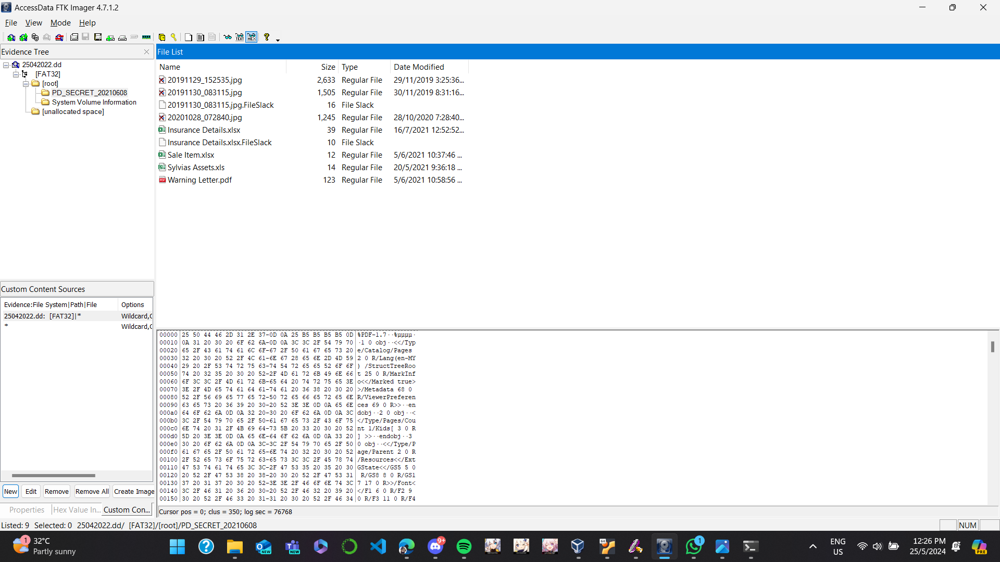 AccessData FTK Imager 4.7.1.2
File View Mode Help
Evidence Tree
25042022.dd
[FAT32]
[root]
PD_SECRET_20210608
System Volume Information
[unallocated space]
File List
Name Size Type Date Modified
20191129_152535.jpg 2,633 Regular File 29/11/2019 3:25:36...
20191130_083115.jpg 1,505 Regular File 30/11/2019 8:31:16...
20191130_083115.jpg.FileSlack 16 File Slack
20201028_072840.jpg 1,245 Regular File 28/10/2020 7:28:40...
Insurance Details.xlsx 39 Regular File 16/7/2021 12:52:52...
Insurance Details.xlsx.FileSlack 10 File Slack
Sale Item.xlsx 12 Regular File 5/6/2021 10:37:46 ...
Sylvias Assets.xls 14 Regular File 20/5/2021 9:36:18 ...
Warning Letter.pdf 123 Regular File 5/6/2021 10:58:56 ...
Custom Content Sources
Evidence:File System|Path|File Options
25042022.dd: [FAT32]|* Wildcard,C
* Wildcard,C
New Edit Remove Remove All Create Image
Properties Hex Value In... Custom Con...
00000 25 50 44 46 2D 31 2E 37-0D 0A 25 B5 B5 B5 B5 0D %PDF-1.7··%µµµµ·
00010 0A 31 20 30 20 6F 62 6A-0D 0A 3C 3C 2F 54 79 70 ·1 0 obj··<</Typ
00020 65 2F 43 61 74 61 6C 6F-67 2F 50 61 67 65 73 20 e/Catalog/Pages
00030 32 20 30 20 52 2F 4C 61-6E 67 28 65 6E 2D 4D 59 2 0 R/Lang(en-MY
00040 29 20 2F 53 74 72 75 63-74 54 72 65 65 52 6F 6F ) /StructTreeRoo
00050 74 20 32 35 20 30 20 52-2F 4D 61 72 6B 49 6E 66 t 25 0 R/MarkInf
00060 6F 3C 3C 2F 4D 61 72 6B-65 64 20 74 72 75 65 3E o<</Marked true>
00070 3E 2F 4D 65 74 61 64 61-74 61 20 36 38 20 30 20 >/Metadata 68 0
00080 52 2F 56 69 65 77 65 72-50 72 65 66 65 72 65 6E R/ViewerPreferen
00090 63 65 73 20 36 39 20 30-20 52 3E 3E 0D 0A 65 6E ces 69 0 R>>··en
000a0 64 6F 62 6A 0D 0A 32 20-30 20 6F 62 6A 0D 0A 3C dobj··2 0 obj··<
000b0 3C 2F 54 79 70 65 2F 50-61 67 65 73 2F 43 6F 75 </Type/Pages/Cou
000c0 6E 74 20 31 2F 4B 69 64-73 5B 20 33 20 30 20 52 nt 1/Kids[ 3 0 R
000d0 5D 20 3E 3E 0D 0A 65 6E-64 6F 62 6A 0D 0A 33 20 ] >>··endobj··3
000e0 30 20 6F 62 6A 0D 0A 3C-3C 2F 54 79 70 65 2F 50 0 obj··<</Type/P
000f0 61 67 65 2F 50 61 72 65-6E 74 20 32 20 30 20 52 age/Parent 2 0 R
00100 2F 52 65 73 6F 75 72 63-65 73 3C 3C 2F 45 78 74 /Resources<</Ext
00110 47 53 74 61 74 65 3C 3C-2F 47 53 35 20 35 20 30 GState<</GS5 5 0
00120 20 52 2F 47 53 38 20 38-20 30 20 52 2F 47 53 31 R/GS8 8 0 R/GS1
00130 37 20 31 37 20 30 20 52-3E 3E 2F 46 6F 6E 74 3C 7 17 0 R>>/Font<
00140 3C 2F 46 31 20 36 20 30-20 52 2F 46 32 20 39 20 </F1 6 0 R/F2 9
00150 30 20 52 2F 46 33 20 31-31 20 30 20 52 2F 46 34 0 R/F3 11 0 R/F4
Cursor pos = 0; clus = 350; log sec = 76768
Listed: 9 Selected: 0 25042022.dd/ [FAT32]/[root]/PD_SECRET_20210608
NUM
1
32°C
Partly sunny
NEW
NEW
9+
64
1
ENG
US
12:26 PM
25/5/2024
PRE